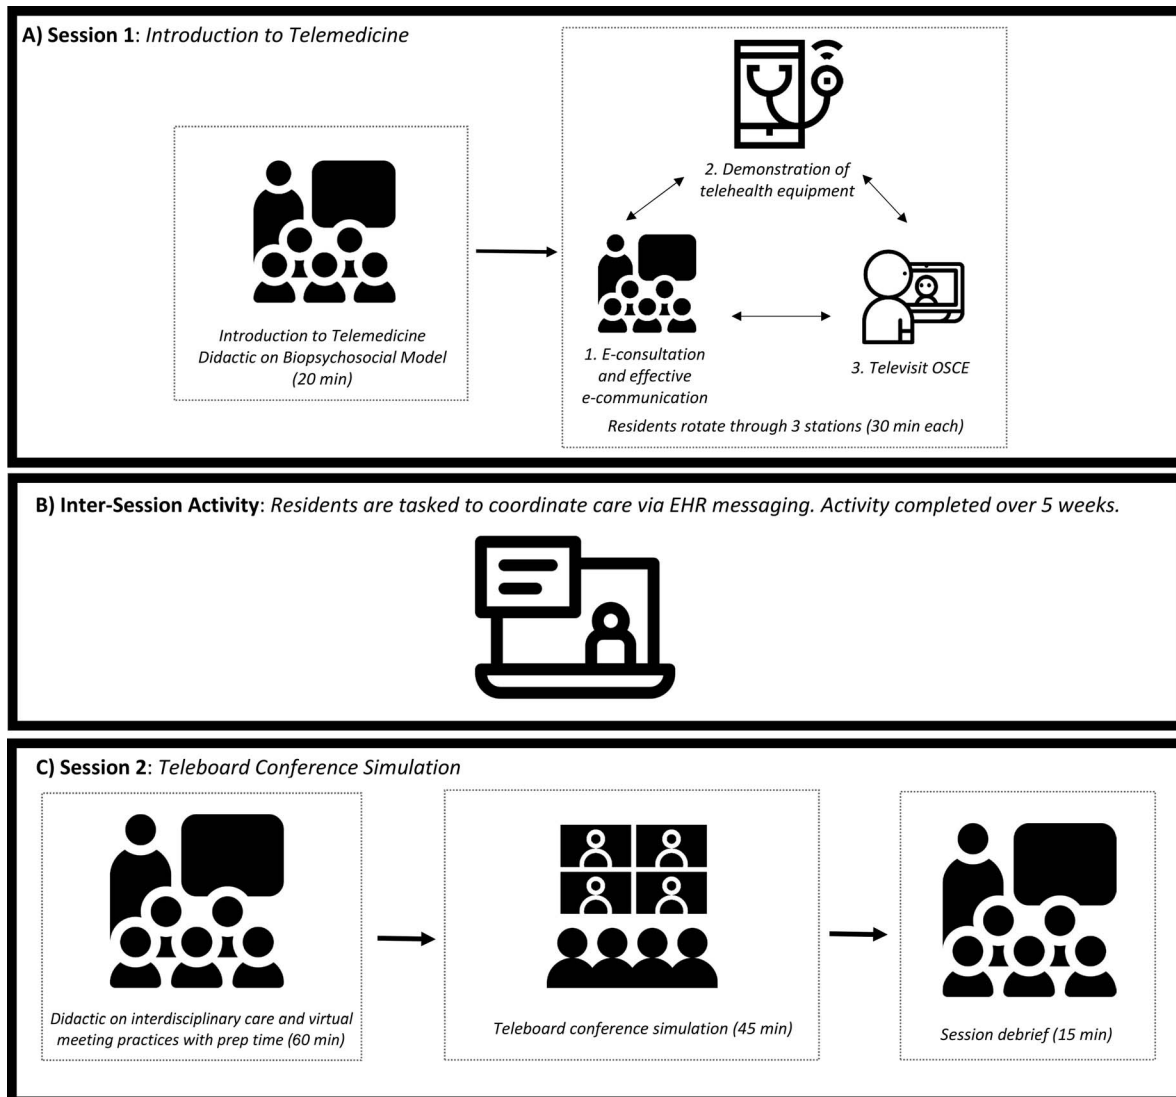 A) Session 1: Introduction to Telemedicine
Introduction to Telemedicine
Didactic on Biopsychosocial Model
(20 min)
2. Demonstration of
telehealth equipment
1. E-consultation
and effective
e-communication
3. Televisit OSCE
Residents rotate through 3 stations (30 min each)
B) Inter-Session Activity: Residents are tasked to coordinate care via EHR messaging. Activity completed over 5 weeks.
C) Session 2: Teleboard Conference Simulation
Didactic on interdisciplinary care and virtual
meeting practices with prep time (60 min)
Teleboard conference simulation (45 min)
Session debrief (15 min)